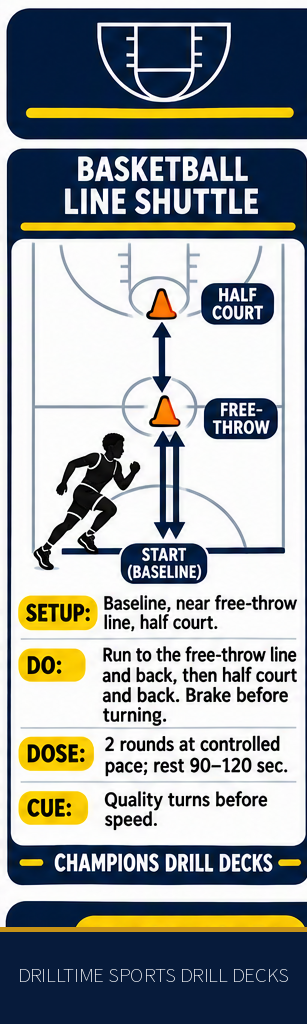 BASKETBALL
LINE SHUTTLE
HALF
COURT
FREE-
THROW
START
(BASELINE)
SETUP: Baseline, near free-throw
line, half court.
DO: Run to the free-throw line
and back, then half court
and back. Brake before
turning.
DOSE: 2 rounds at controlled
pace; rest 90–120 sec.
CUE: Quality turns before
speed.
CHAMPIONS DRILL DECKS
DRILLTIME SPORTS DRILL DECKS